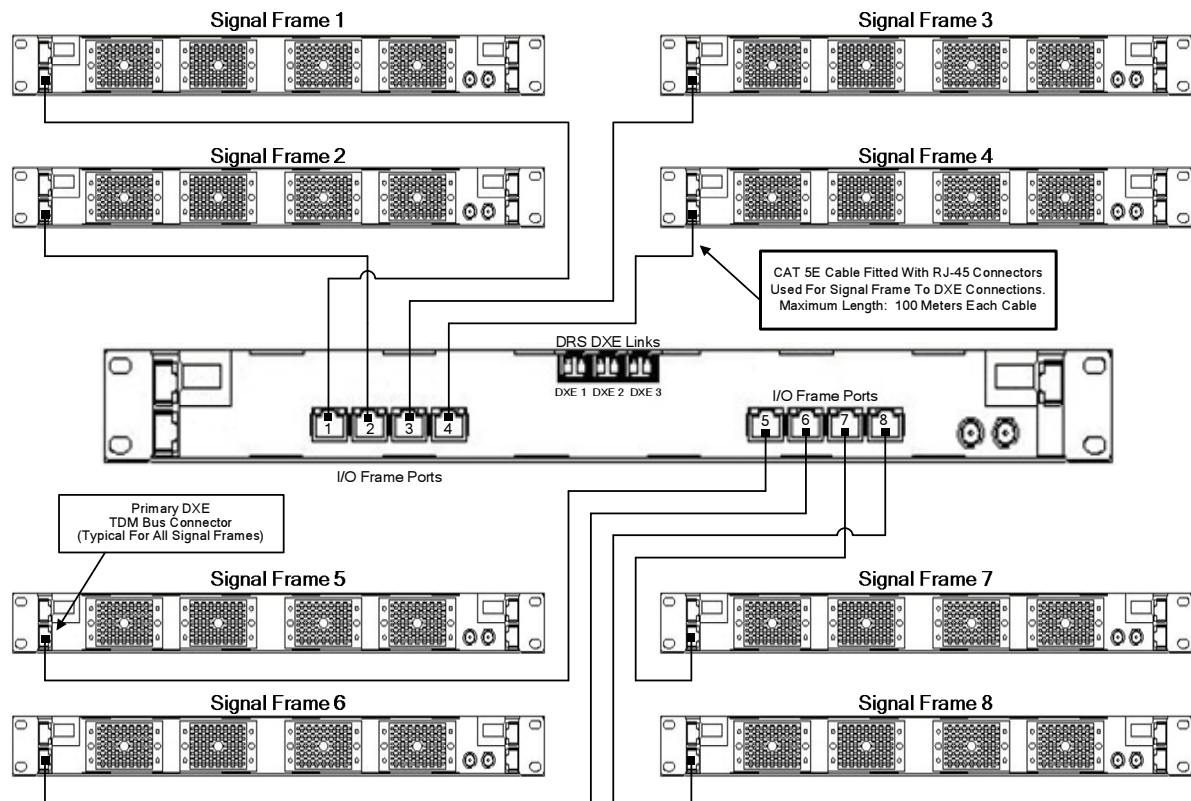 Signal Frame 1
Signal Frame 3
Signal Frame 2
Signal Frame 4
CAT 5E Cable Fitted With RJ-45 Connectors
Used For Signal Frame To DXE Connections.
Maximum Length: 100 Meters Each Cable
DRS DXE Links
DXE 1 DXE 2 DXE 3
I/O Frame Ports
1 2 3 4
5 6 7 8
I/O Frame Ports
Primary DXE
TDM Bus Connector
(Typical For All Signal Frames)
Signal Frame 5
Signal Frame 7
Signal Frame 6
Signal Frame 8